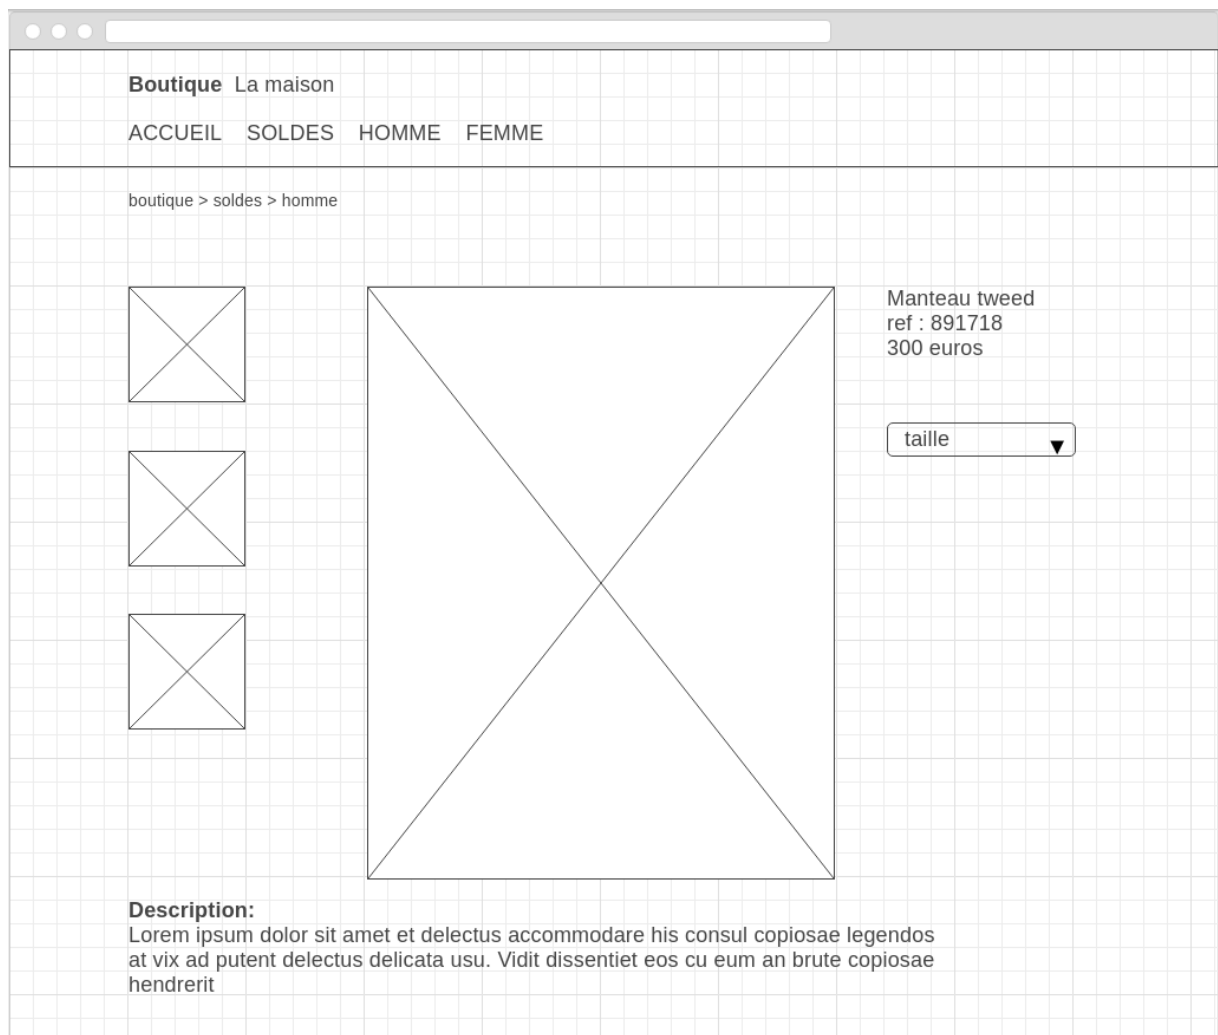 Boutique La maison
ACCUEIL SOLDES HOMME FEMME
boutique > soldes > homme
Manteau tweed
ref : 891718
300 euros
taille
Description:
Lorem ipsum dolor sit amet et delectus accommodare his consul copiosae legendos
at vix ad putent delectus delicata usu. Vidit dissentiet eos cu eum an brute copiosae
hendrerit